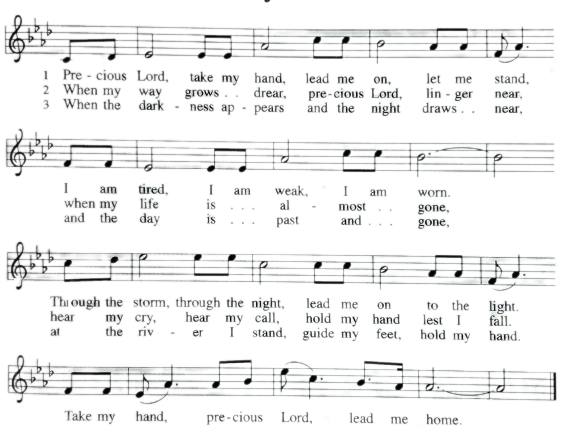 1 Pre - cious Lord, take my hand, lead me on, let me stand,
2 When my way grows . . drear, pre - cious Lord, lin - ger near.
3 When the dark - ness ap - pears and the night draws . . near,
I am tired, I am weak, I am worn.
when my life is . . . al - most . . gone,
and the day is . . . past and . . . gone,
Through the storm, through the night, lead me on to the light.
hear my cry, hear my call, hold my hand lest I fall.
at the riv - er I stand, guide my feet, hold my hand.
Take my hand, pre - cious Lord, lead me home.